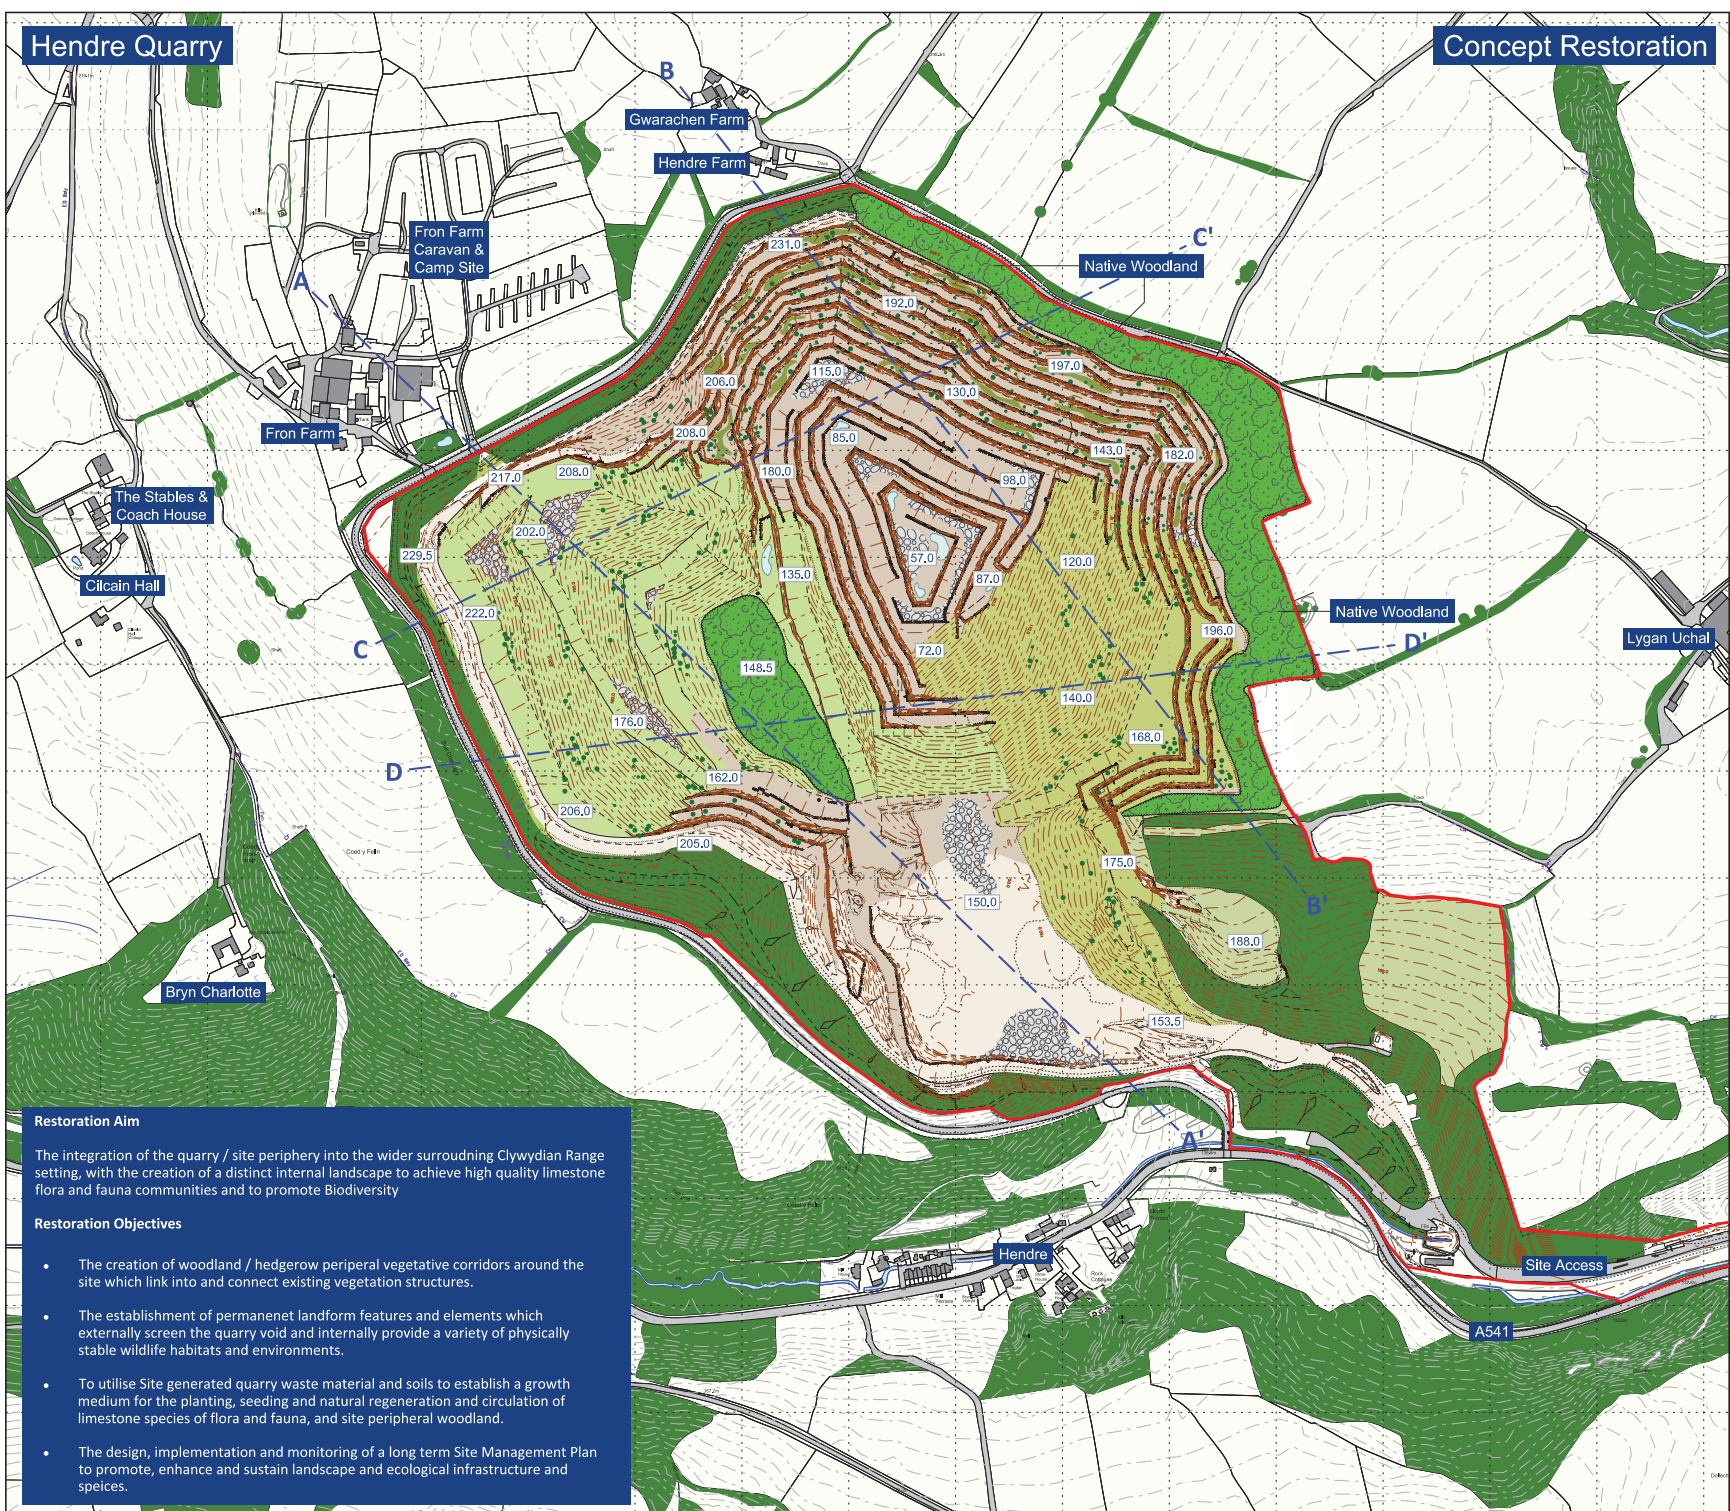 Hendre Quarry
Concept Restoration
B
Gwarachen Farm
Hendre Farm
Track
Fron Farm
Caravan &
Camp Site
A
C'
Native Woodland
231.0
192.0
197.0
206.0
115.0
130.0
Fron Farm
208.0
85.0
143.0
182.0
217.0
208.0
180.0
98.0
The Stables &
Coach House
202.0
229.5
57.0
120.0
135.0
87.0
Cilcain Hall
222.0
Native Woodland
196.0
Lygan Uchal
C
D'
72.0
148.5
140.0
176.0
168.0
D
162.0
206.0
205.0
175.0
Coed y Felin
150.0
B'
188.0
Bryn Charlotte
153.5
A'
Hendre
Site Access
A541
Restoration Aim
The integration of the quarry / site periphery into the wider surroudning Clywydian Range
setting, with the creation of a distinct internal landscape to achieve high quality limestone
flora and fauna communities and to promote Biodiversity
Restoration Objectives
• The creation of woodland / hedgerow periperal vegetative corridors around the
site which link into and connect existing vegetation structures.
• The establishment of permanenet landform features and elements which
externally screen the quarry void and internally provide a variety of physically
stable wildlife habitats and environments.
• To utilise Site generated quarry waste material and soils to establish a growth
medium for the planting, seeding and natural regeneration and circulation of
limestone species of flora and fauna, and site peripheral woodland.
• The design, implementation and monitoring of a long term Site Management Plan
to promote, enhance and sustain landscape and ecological infrastructure and
speices.